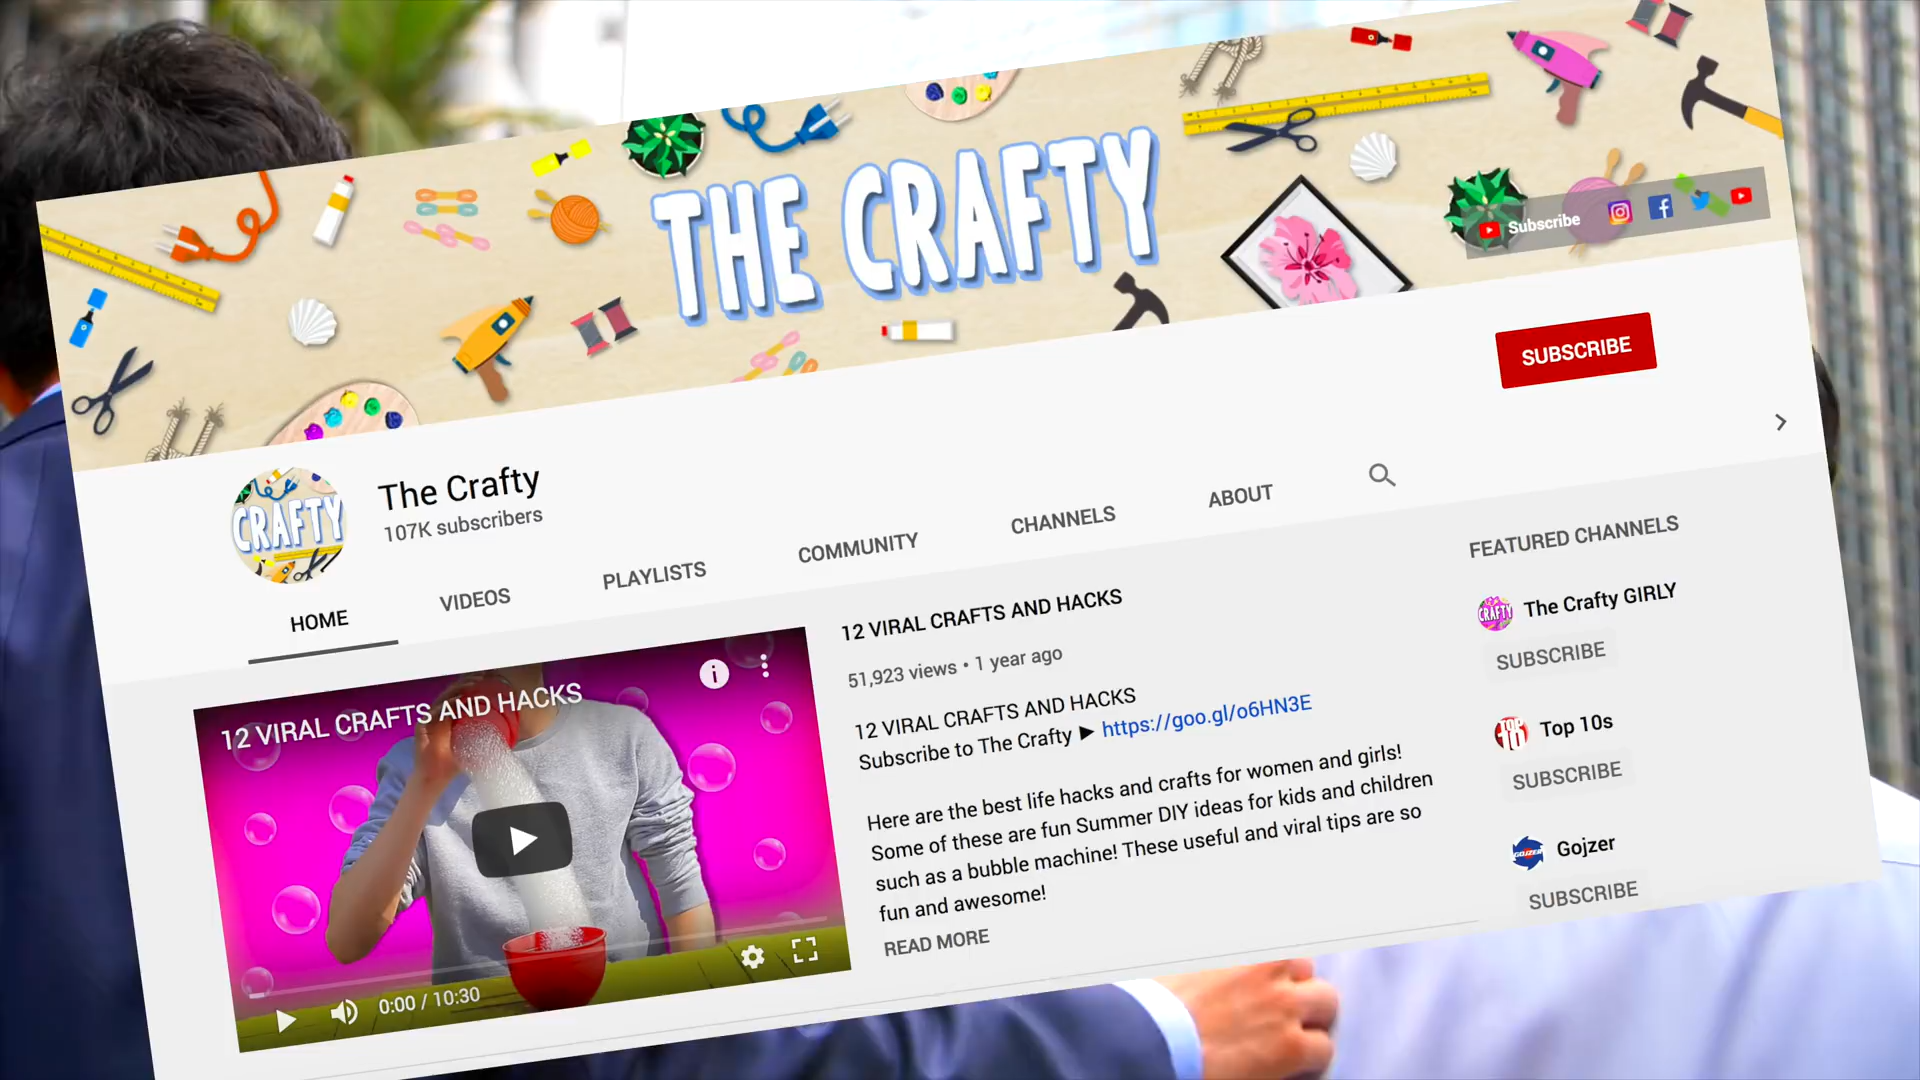 THE CRAFTY
Subscribe
SUBSCRIBE
CRAFTY
The Crafty
107K subscribers
HOME
VIDEOS
PLAYLISTS
COMMUNITY
CHANNELS
ABOUT
12 VIRAL CRAFTS AND HACKS
0:00 / 10:30
12 VIRAL CRAFTS AND HACKS
51,923 views • 1 year ago
12 VIRAL CRAFTS AND HACKS
Subscribe to The Crafty ► https://goo.gl/o6HN3E
Here are the best life hacks and crafts for women and girls!
Some of these are fun Summer DIY ideas for kids and children
such as a bubble machine! These useful and viral tips are so
fun and awesome!
READ MORE
FEATURED CHANNELS
CRAFTY
The Crafty GIRLY
SUBSCRIBE
TOP 10
Top 10s
SUBSCRIBE
GOJZER
Gojzer
SUBSCRIBE